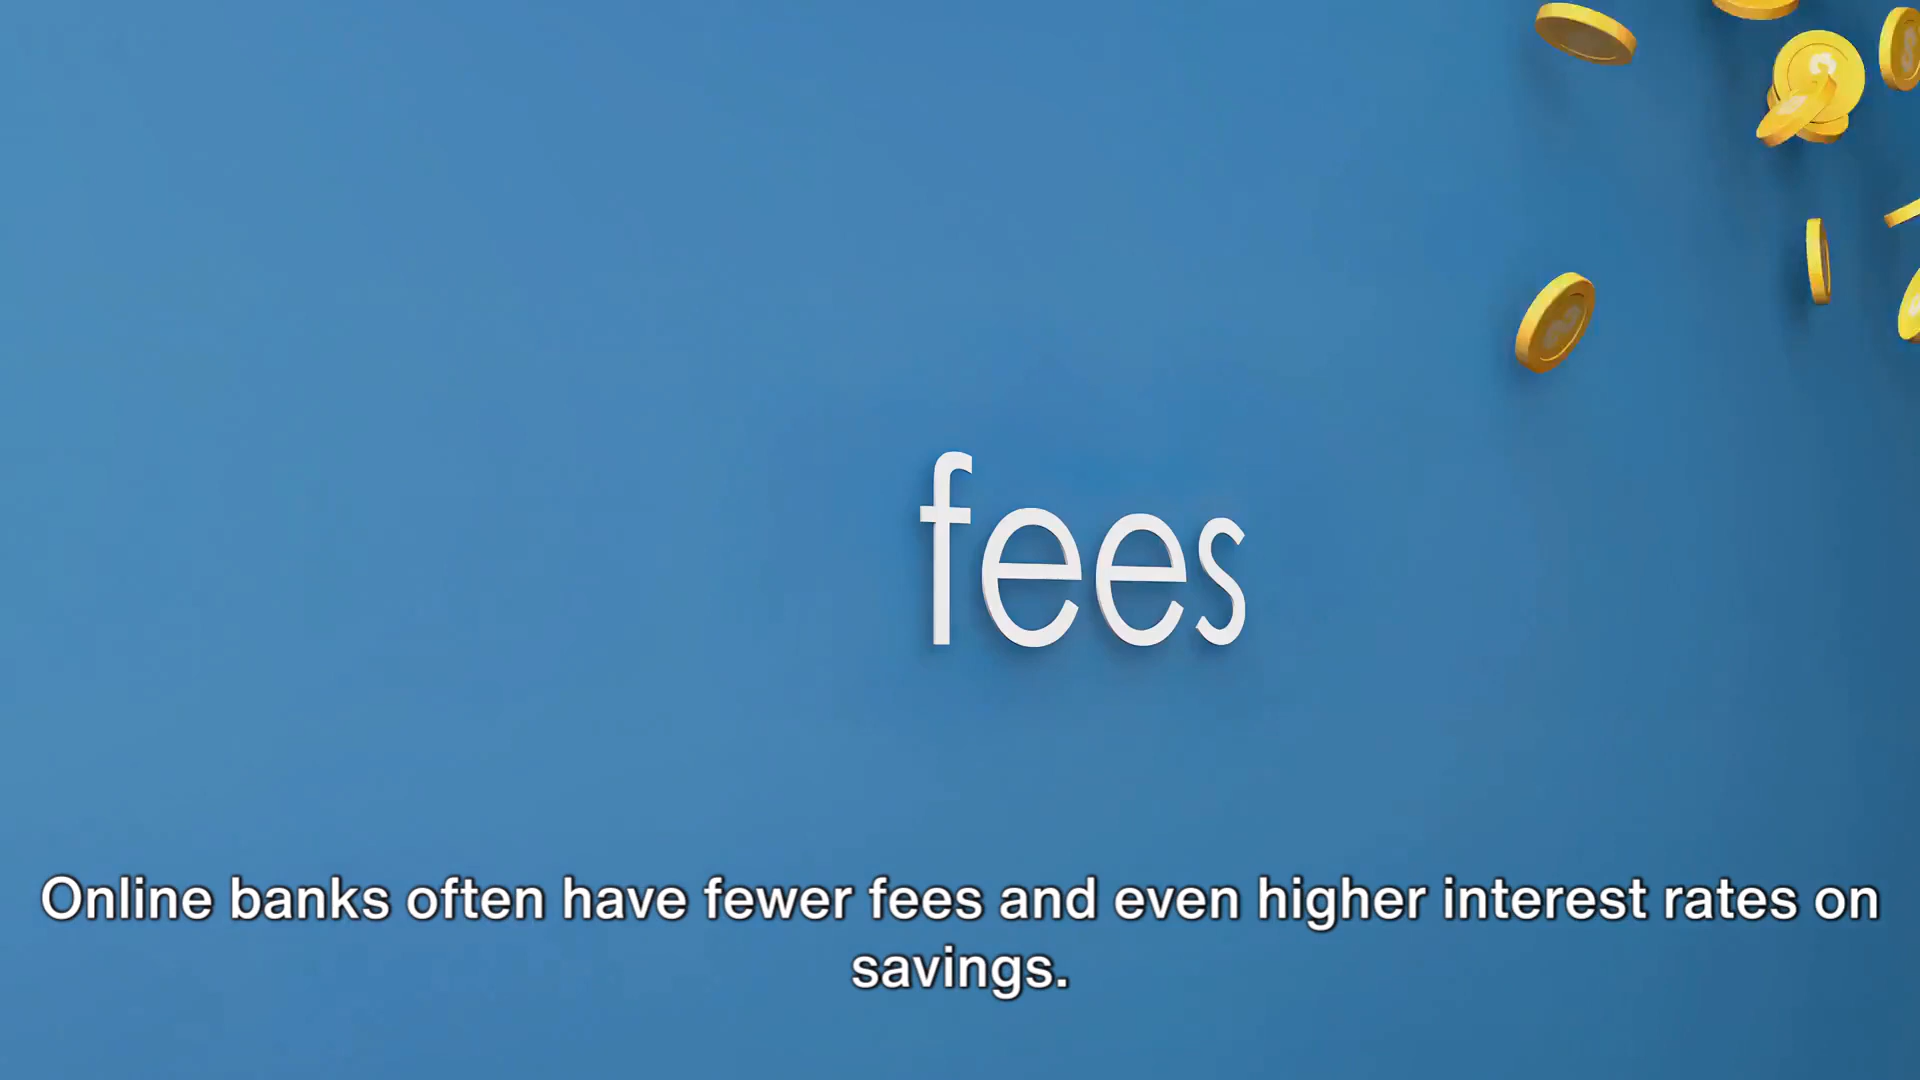 fees
Online banks often have fewer fees and even higher interest rates on
savings.